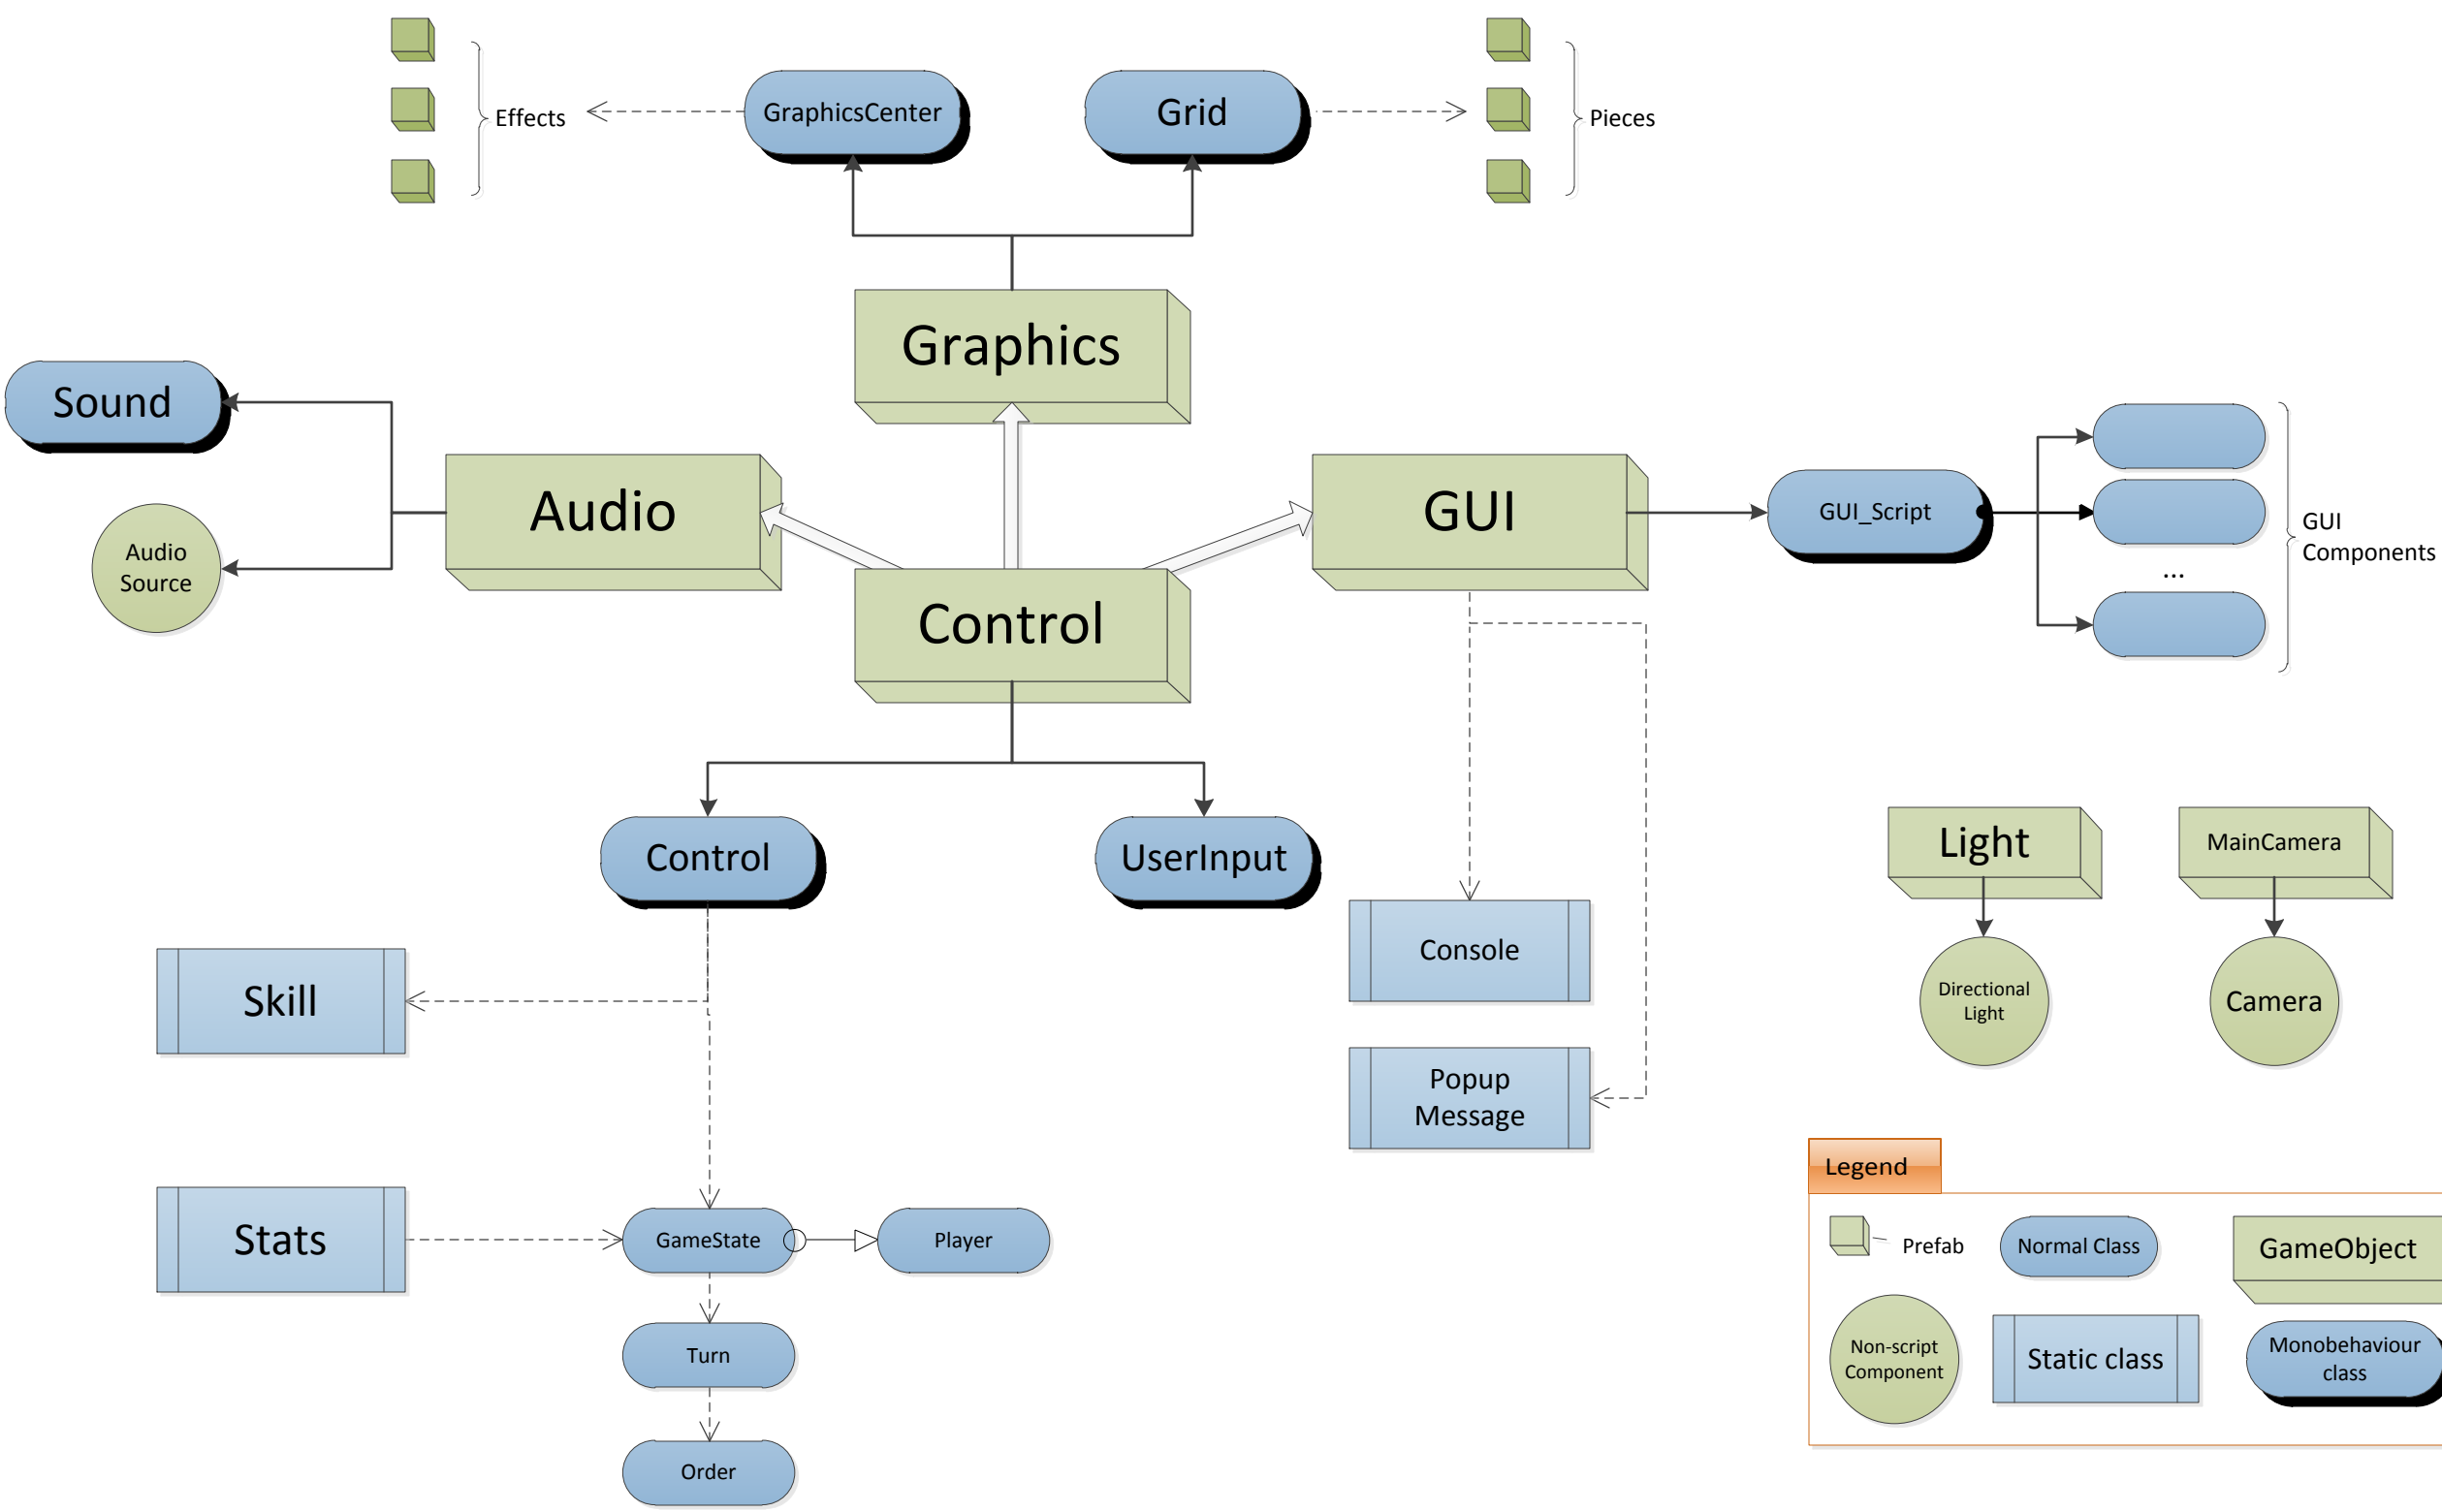 Effects
GraphicsCenter
Grid
Pieces
Graphics
Sound
Audio
GUI
GUI_Script
GUI
Components
...
Audio
Source
Control
Control
UserInput
Light
MainCamera
Skill
Console
Directional
Light
Camera
Popup
Message
Legend
Stats
GameState
Player
Prefab
Normal Class
GameObject
Turn
Non-script
Component
Static class
Monobehaviour
class
Order